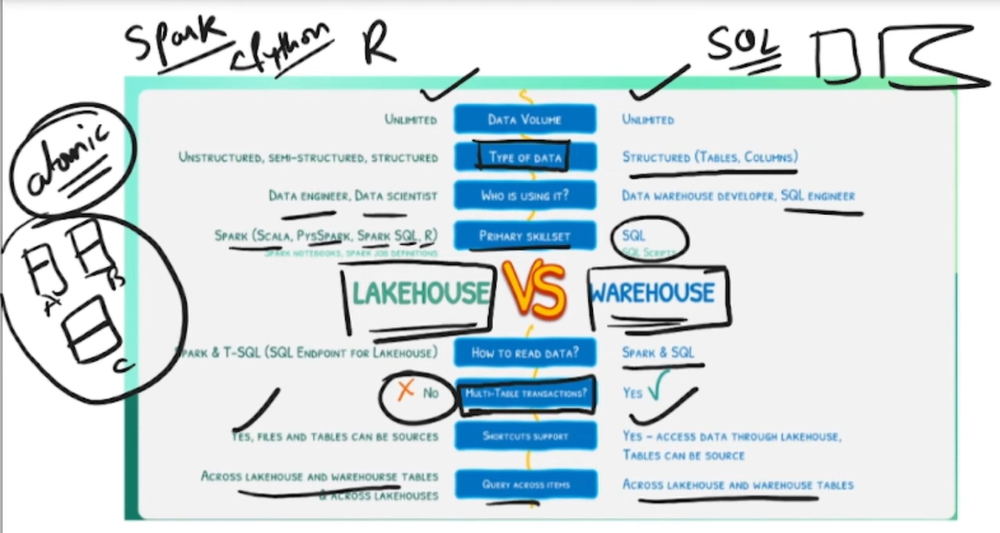 Spark Python R SQL
UNLIMITED DATA VOLUME UNLIMITED
atomic
UNSTRUCTURED, SEMI-STRUCTURED, STRUCTURED TYPE OF DATA STRUCTURED (TABLES, COLUMNS)
DATA ENGINEER, DATA SCIENTIST WHO IS USING IT? DATA WAREHOUSE DEVELOPER, SQL ENGINEER
SPARK (SCALA, PYSSPARK, SPARK SQL, R) PRIMARY SKILLSET SQL
SPARK NOTEBOOKS, SPARK JOB DEFINITIONS SQL SCRIPTS
A B C
LAKEHOUSE VS WAREHOUSE
SPARK & T-SQL (SQL ENDPOINT FOR LAKEHOUSE) HOW TO READ DATA? SPARK & SQL
X NO MULTI-TABLE TRANSACTIONS? YES
YES, FILES AND TABLES CAN BE SOURCES SHORTCUTS SUPPORT YES - ACCESS DATA THROUGH LAKEHOUSE,
TABLES CAN BE SOURCE
ACROSS LAKEHOUSE AND WAREHOURSE TABLES QUERY ACROSS ITEMS ACROSS LAKEHOUSE AND WAREHOUSE TABLES
& ACROSS LAKEHOUSES